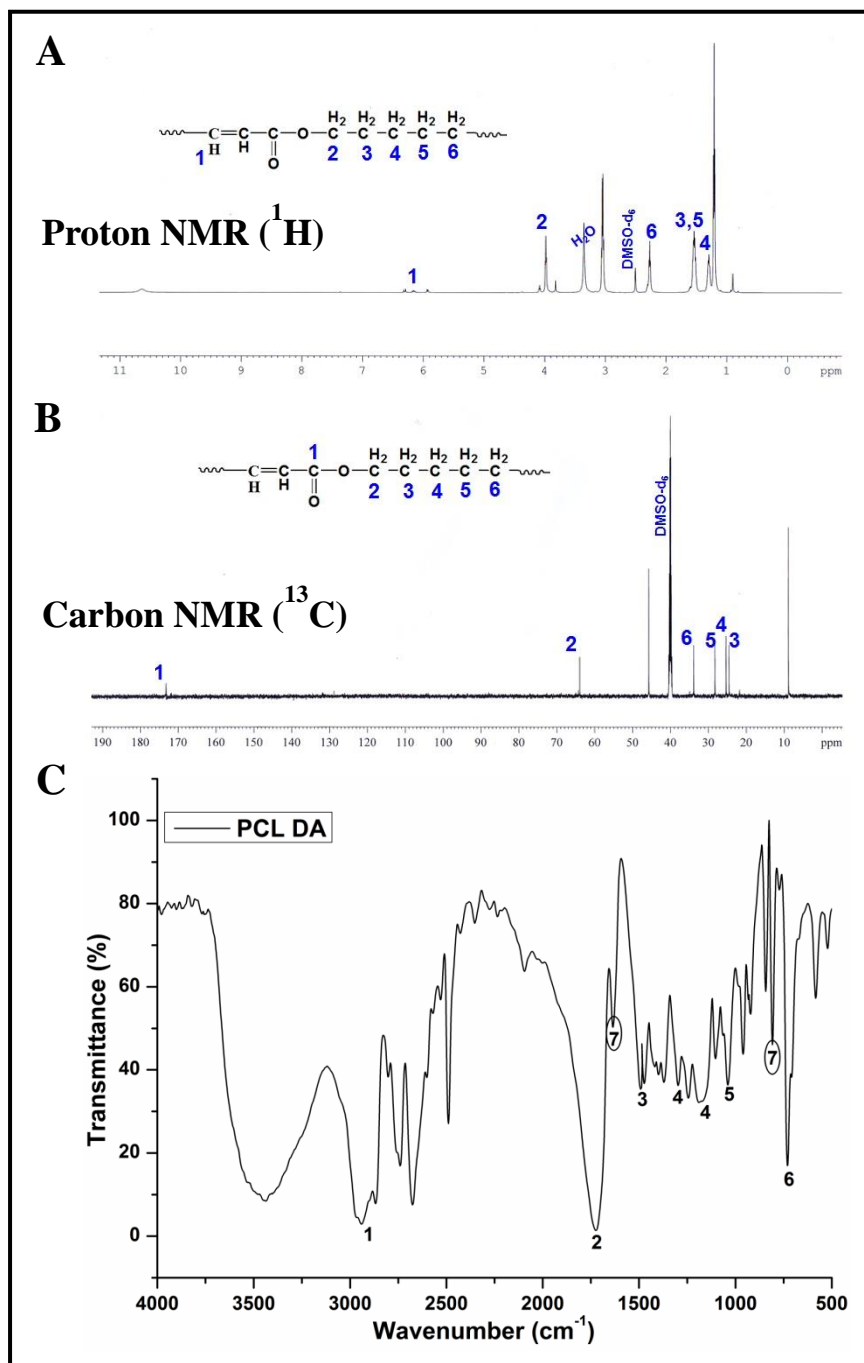 A
H₂ H₂ H₂ H₂ H₂
C=C-C-O-C-C-C-C-C
1 H H O 2 3 4 5 6
Proton NMR (¹H)
1 2 H₂O DMSO-d₆ 6 3,5 4
11 10 9 8 7 6 5 4 3 2 1 0 ppm
B
1 H₂ H₂ H₂ H₂ H₂
C=C-C-O-C-C-C-C-C
H H O 2 3 4 5 6
Carbon NMR (¹³C)
1 2 DMSO-d₆ 6 5 4 3
190 180 170 160 150 140 130 120 110 100 90 80 70 60 50 40 30 20 10 ppm
C
PCL DA
Transmittance (%)
100
80
60
40
20
0
1 2 7 3 4 4 5 7 6
4000 3500 3000 2500 2000 1500 1000 500
Wavenumber (cm⁻¹)